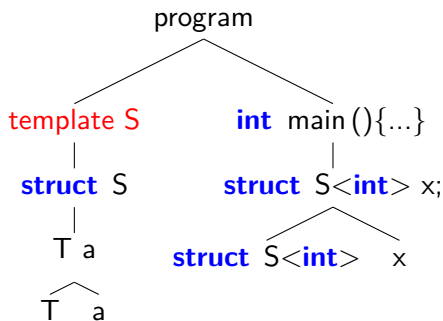 program
template S int main(){...}
struct S struct S<int> x;
T a struct S<int> x
T a